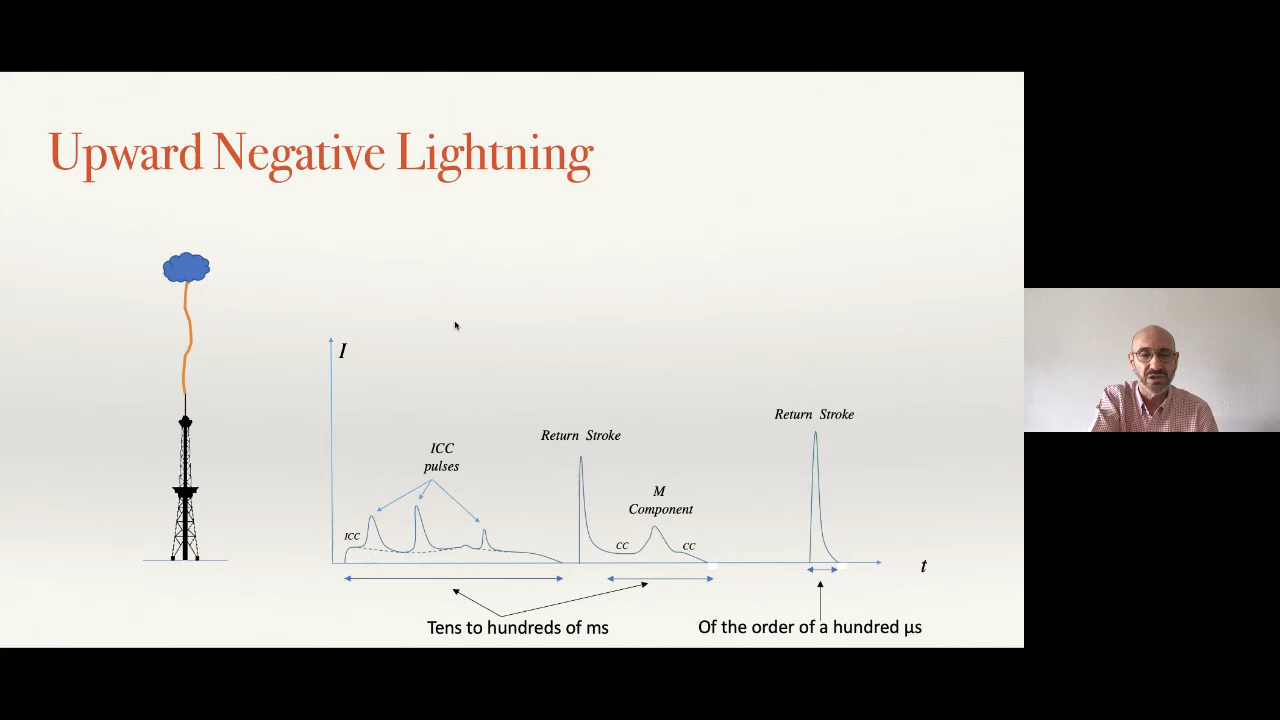 Upward Negative Lightning
I
Return Stroke
Return Stroke
ICC
pulses
M
Component
ICC
CC
CC
t
Tens to hundreds of ms
Of the order of a hundred µs